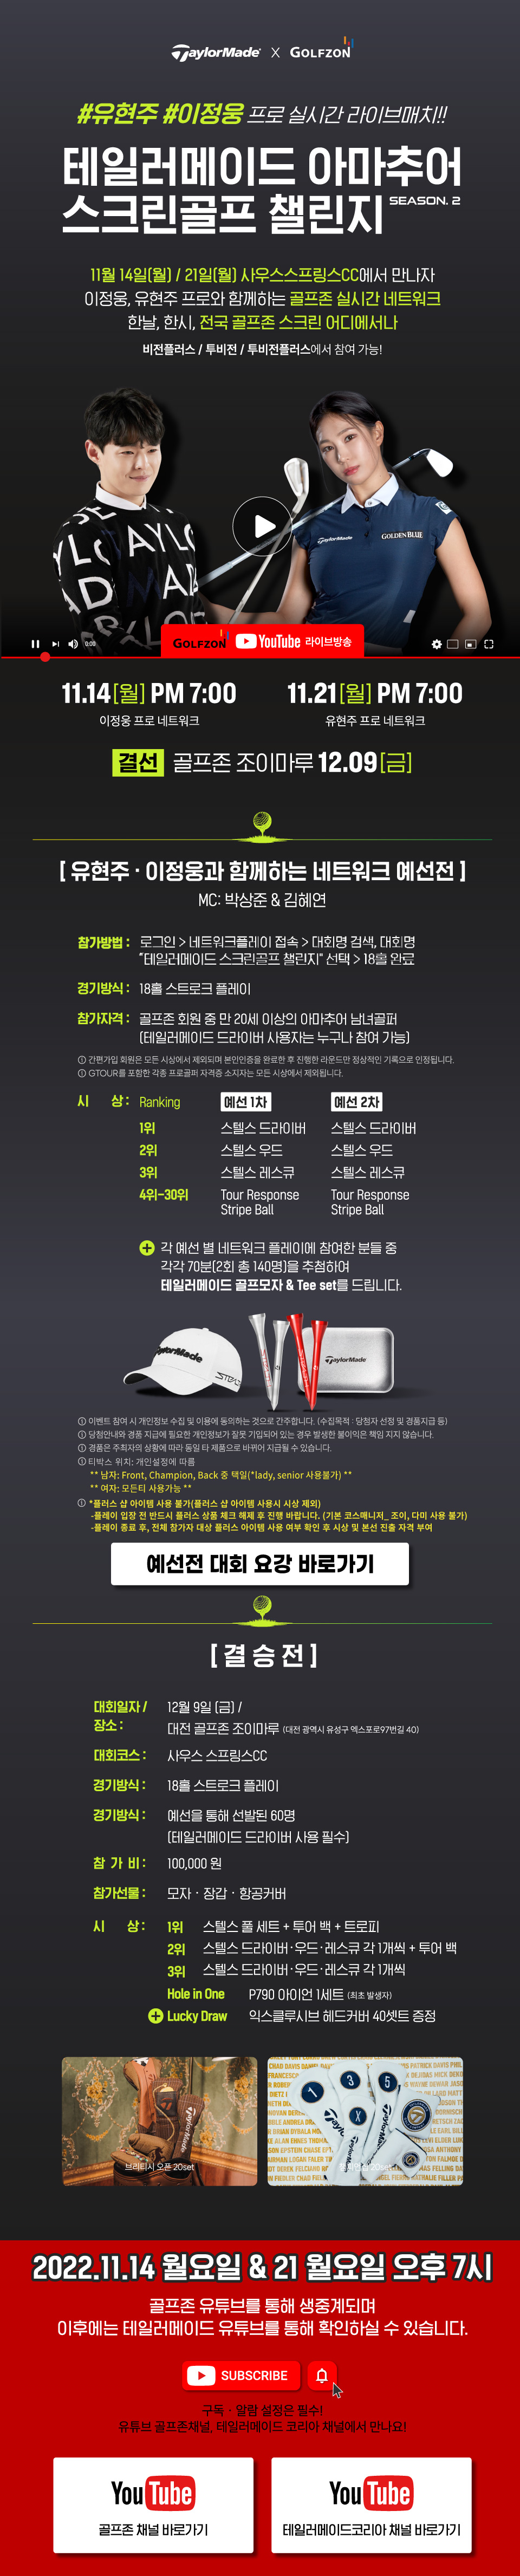 TaylorMade X GOLFZON
#유현주 #이정웅 프로 실시간 라이브매치!!
테일러메이드 아마추어
스크린골프 챌린지 SEASON. 2
11월 14일(월) / 21일(월) 사우스스프링스CC에서 만나자
이정웅, 유현주 프로와 함께하는 골프존 실시간 네트워크
한날, 한시, 전국 골프존 스크린 어디에서나
비전플러스 / 투비전 / 투비전플러스에서 참여 가능!
TaylorMade
GOLDEN BLUE
0:00
GOLFZON YouTube 라이브방송
11.14[월] PM 7:00
이정웅 프로 네트워크
11.21[월] PM 7:00
유현주 프로 네트워크
결선 골프존 조이마루 12.09[금]
[ 유현주 · 이정웅과 함께하는 네트워크 예선전 ]
MC: 박상준 & 김혜연
참가방법 : 로그인 > 네트워크플레이 접속 > 대회명 검색, 대회명
"테일러메이드 스크린골프 챌린지" 선택 > 18홀 완료
경기방식 : 18홀 스트로크 플레이
참가자격 : 골프존 회원 중 만 20세 이상의 아마추어 남녀골퍼
(테일러메이드 드라이버 사용자는 누구나 참여 가능)
① 간편가입 회원은 모든 시상에서 제외되며 본인인증을 완료한 후 진행한 라운드만 정상적인 기록으로 인정됩니다.
① GTOUR를 포함한 각종 프로골퍼 자격증 소지자는 모든 시상에서 제외됩니다.
시 상 : Ranking 예선 1차 예선 2차
1위 스텔스 드라이버 스텔스 드라이버
2위 스텔스 우드 스텔스 우드
3위 스텔스 레스큐 스텔스 레스큐
4위-30위 Tour Response Tour Response
Stripe Ball Stripe Ball
각 예선 별 네트워크 플레이에 참여한 분들 중
각각 70분(2회 총 140명)을 추첨하여
테일러메이드 골프모자 & Tee set를 드립니다.
TaylorMade
TaylorMade
① 이벤트 참여 시 개인정보 수집 및 이용에 동의하는 것으로 간주합니다. (수집목적 : 당첨자 선정 및 경품지급 등)
① 당첨안내와 경품 지급에 필요한 개인정보가 잘못 기입되어 있는 경우 발생한 불이익은 책임 지지 않습니다.
① 경품은 주최자의 상황에 따라 동일 타 제품으로 바뀌어 지급될 수 있습니다.
① 티박스 위치: 개인설정에 따름
** 남자: Front, Champion, Back 중 택일(*lady, senior 사용불가) **
** 여자: 모든티 사용가능 **
① *플러스 샵 아이템 사용 불가(플러스 샵 아이템 사용시 시상 제외)
-플레이 입장 전 반드시 플러스 상품 체크 해제 후 진행 바랍니다. (기본 코스매니저_ 조이, 다미 사용 불가)
-플레이 종료 후, 전체 참가자 대상 플러스 아이템 사용 여부 확인 후 시상 및 본선 진출 자격 부여
예선전 대회 요강 바로가기
[ 결 승 전 ]
대회일자 / 12월 9일 (금) /
장소 : 대전 골프존 조이마루 (대전 광역시 유성구 엑스포로97번길 40)
대회코스 : 사우스 스프링스CC
경기방식 : 18홀 스트로크 플레이
경기방식 : 예선을 통해 선발된 60명
(테일러메이드 드라이버 사용 필수)
참 가 비 : 100,000 원
참가선물 : 모자 · 장갑 · 항공커버
시 상 : 1위 스텔스 풀 세트 + 투어 백 + 트로피
2위 스텔스 드라이버·우드·레스큐 각 1개씩 + 투어 백
3위 스텔스 드라이버·우드·레스큐 각 1개씩
Hole in One P790 아이언 1세트 (최초 발생자)
Lucky Draw 익스클루시브 헤드커버 40셋트 증정
브리티시 오픈 20set
2022.11.14 월요일 & 21 월요일 오후 7시
골프존 유튜브를 통해 생중계되며
이후에는 테일러메이드 유튜브를 통해 확인하실 수 있습니다.
SUBSCRIBE
구독 · 알람 설정은 필수!
유튜브 골프존채널, 테일러메이드 코리아 채널에서 만나요!
YouTube
골프존 채널 바로가기
YouTube
테일러메이드코리아 채널 바로가기